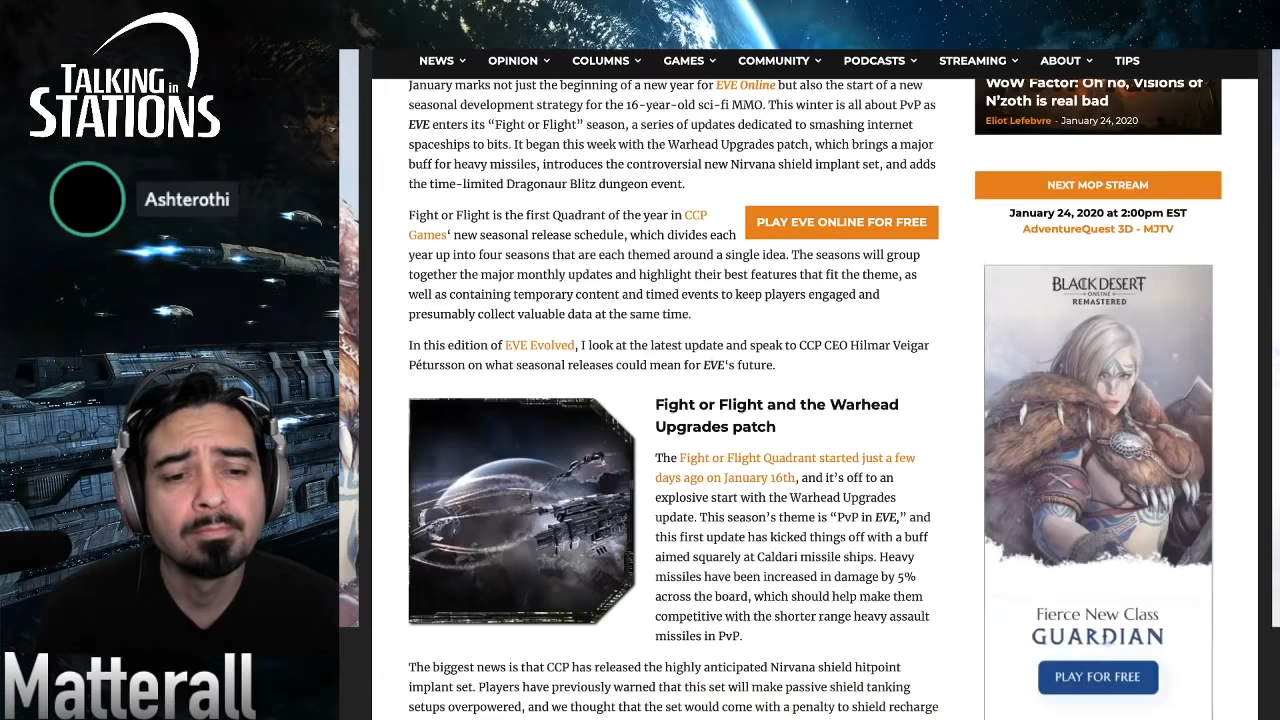 TALKING in
STATIONS
Ashterothi
Matterall
NEWS OPINION COLUMNS GAMES COMMUNITY PODCASTS STREAMING ABOUT TIPS
January marks not just the beginning of a new year for EVE Online but also the start of a new
seasonal development strategy for the 16-year-old sci-fi MMO. This winter is all about PvP as
EVE enters its “Fight or Flight” season, a series of updates dedicated to smashing internet
spaceships to bits. It began this week with the Warhead Upgrades patch, which brings a major
buff for heavy missiles, introduces the controversial new Nirvana shield implant set, and adds
the time-limited Dragonaur Blitz dungeon event.
Fight or Flight is the first Quadrant of the year in CCP
Games‘ new seasonal release schedule, which divides each
PLAY EVE ONLINE FOR FREE
year up into four seasons that are each themed around a single idea. The seasons will group
together the major monthly updates and highlight their best features that fit the theme, as
well as containing temporary content and timed events to keep players engaged and
presumably collect valuable data at the same time.
In this edition of EVE Evolved, I look at the latest update and speak to CCP CEO Hilmar Veigar
Pétursson on what seasonal releases could mean for EVE‘s future.
Fight or Flight and the Warhead
Upgrades patch
The Fight or Flight Quadrant started just a few
days ago on January 16th, and it’s off to an
explosive start with the Warhead Upgrades
update. This season’s theme is “PvP in EVE,” and
this first update has kicked things off with a buff
aimed squarely at Caldari missile ships. Heavy
missiles have been increased in damage by 5%
across the board, which should help make them
competitive with the shorter range heavy assault
missiles in PvP.
The biggest news is that CCP has released the highly anticipated Nirvana shield hitpoint
implant set. Players have previously warned that this set will make passive shield tanking
setups overpowered, and we thought that the set would come with a penalty to shield recharge
WoW Factor: Oh no, Visions of
N’zoth is real bad
Eliot Lefebvre - January 24, 2020
NEXT MOP STREAM
January 24, 2020 at 2:00pm EST
AdventureQuest 3D - MJTV
BLACK DESERT
ONLINE
REMASTERED
Fierce New Class
GUARDIAN
PLAY FOR FREE